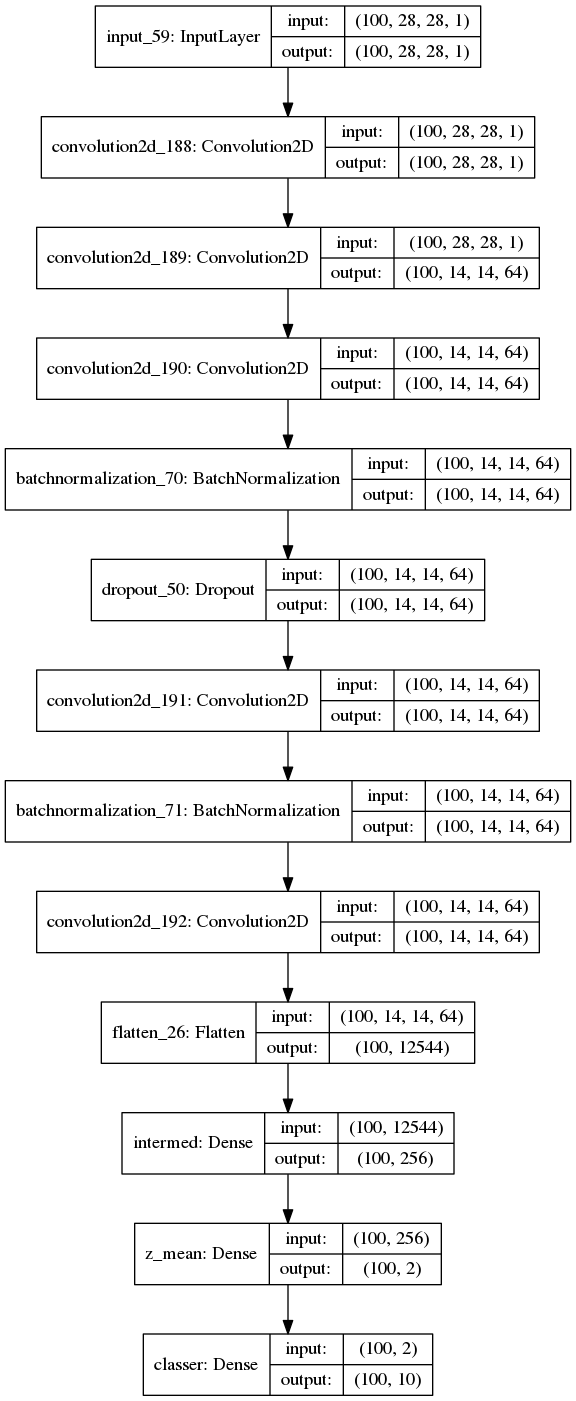 input_59: InputLayer
input: (100, 28, 28, 1)
output: (100, 28, 28, 1)
convolution2d_188: Convolution2D
input: (100, 28, 28, 1)
output: (100, 28, 28, 1)
convolution2d_189: Convolution2D
input: (100, 28, 28, 1)
output: (100, 14, 14, 64)
convolution2d_190: Convolution2D
input: (100, 14, 14, 64)
output: (100, 14, 14, 64)
batchnormalization_70: BatchNormalization
input: (100, 14, 14, 64)
output: (100, 14, 14, 64)
dropout_50: Dropout
input: (100, 14, 14, 64)
output: (100, 14, 14, 64)
convolution2d_191: Convolution2D
input: (100, 14, 14, 64)
output: (100, 14, 14, 64)
batchnormalization_71: BatchNormalization
input: (100, 14, 14, 64)
output: (100, 14, 14, 64)
convolution2d_192: Convolution2D
input: (100, 14, 14, 64)
output: (100, 14, 14, 64)
flatten_26: Flatten
input: (100, 14, 14, 64)
output: (100, 12544)
intermed: Dense
input: (100, 12544)
output: (100, 256)
z_mean: Dense
input: (100, 256)
output: (100, 2)
classer: Dense
input: (100, 2)
output: (100, 10)